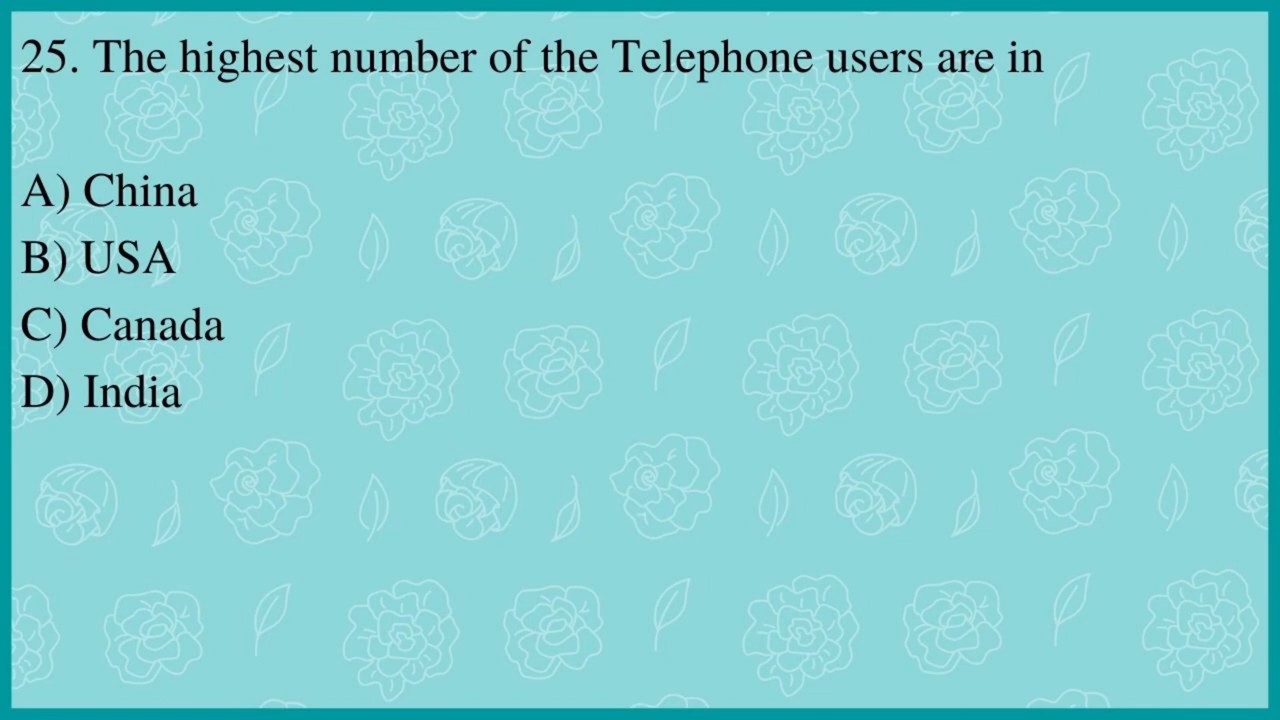 25. The highest number of the Telephone users are in
A) China
B) USA
C) Canada
D) India